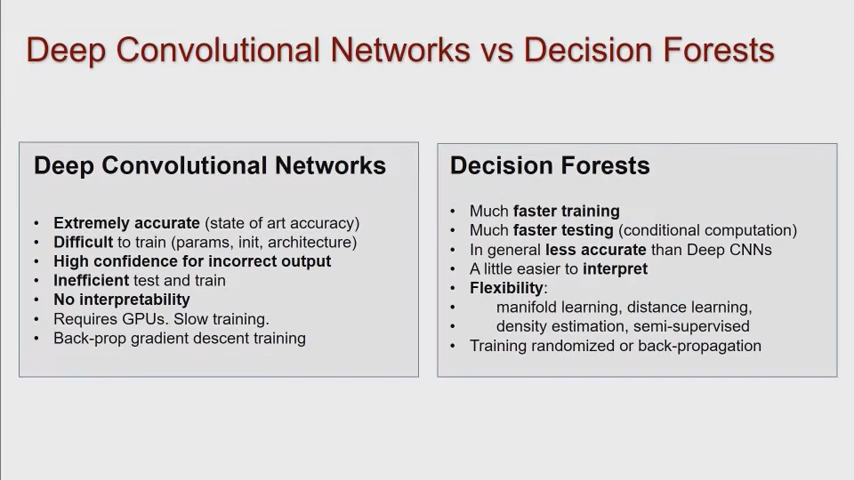 Deep Convolutional Networks vs Decision Forests
Deep Convolutional Networks
• Extremely accurate (state of art accuracy)
• Difficult to train (params, init, architecture)
• High confidence for incorrect output
• Inefficient test and train
• No interpretability
• Requires GPUs. Slow training.
• Back-prop gradient descent training
Decision Forests
• Much faster training
• Much faster testing (conditional computation)
• In general less accurate than Deep CNNs
• A little easier to interpret
• Flexibility:
• manifold learning, distance learning,
• density estimation, semi-supervised
• Training randomized or back-propagation